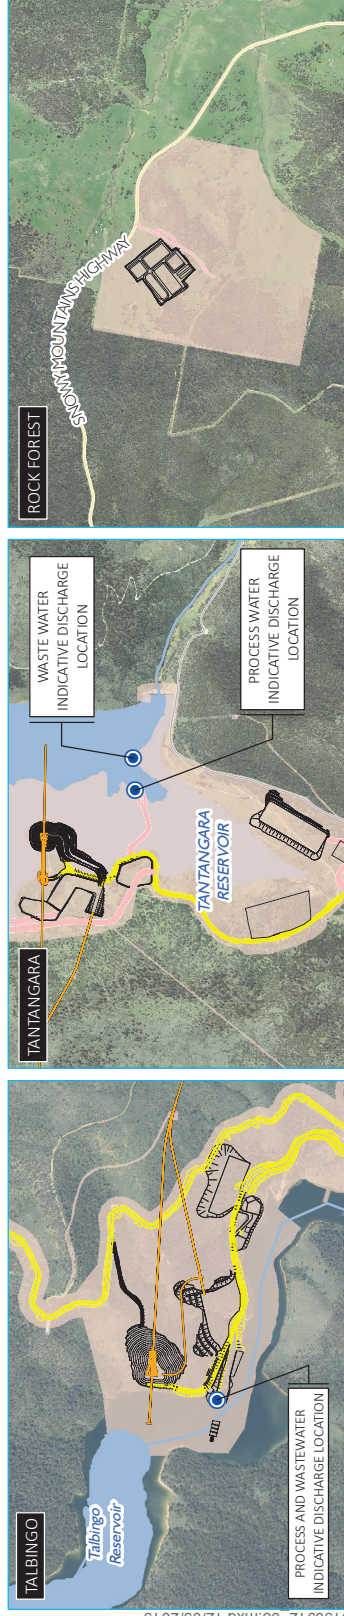 TALBINGO
Talbingo
Reservoir
PROCESS AND WASTEWATER
INDICATIVE DISCHARGE LOCATION
TANTANGARA
WASTE WATER
INDICATIVE DISCHARGE
LOCATION
TANTANGARA
RESERVOIR
PROCESS WATER
INDICATIVE DISCHARGE
LOCATION
ROCK FOREST
SNOWY MOUNTAINS HIGHWAY